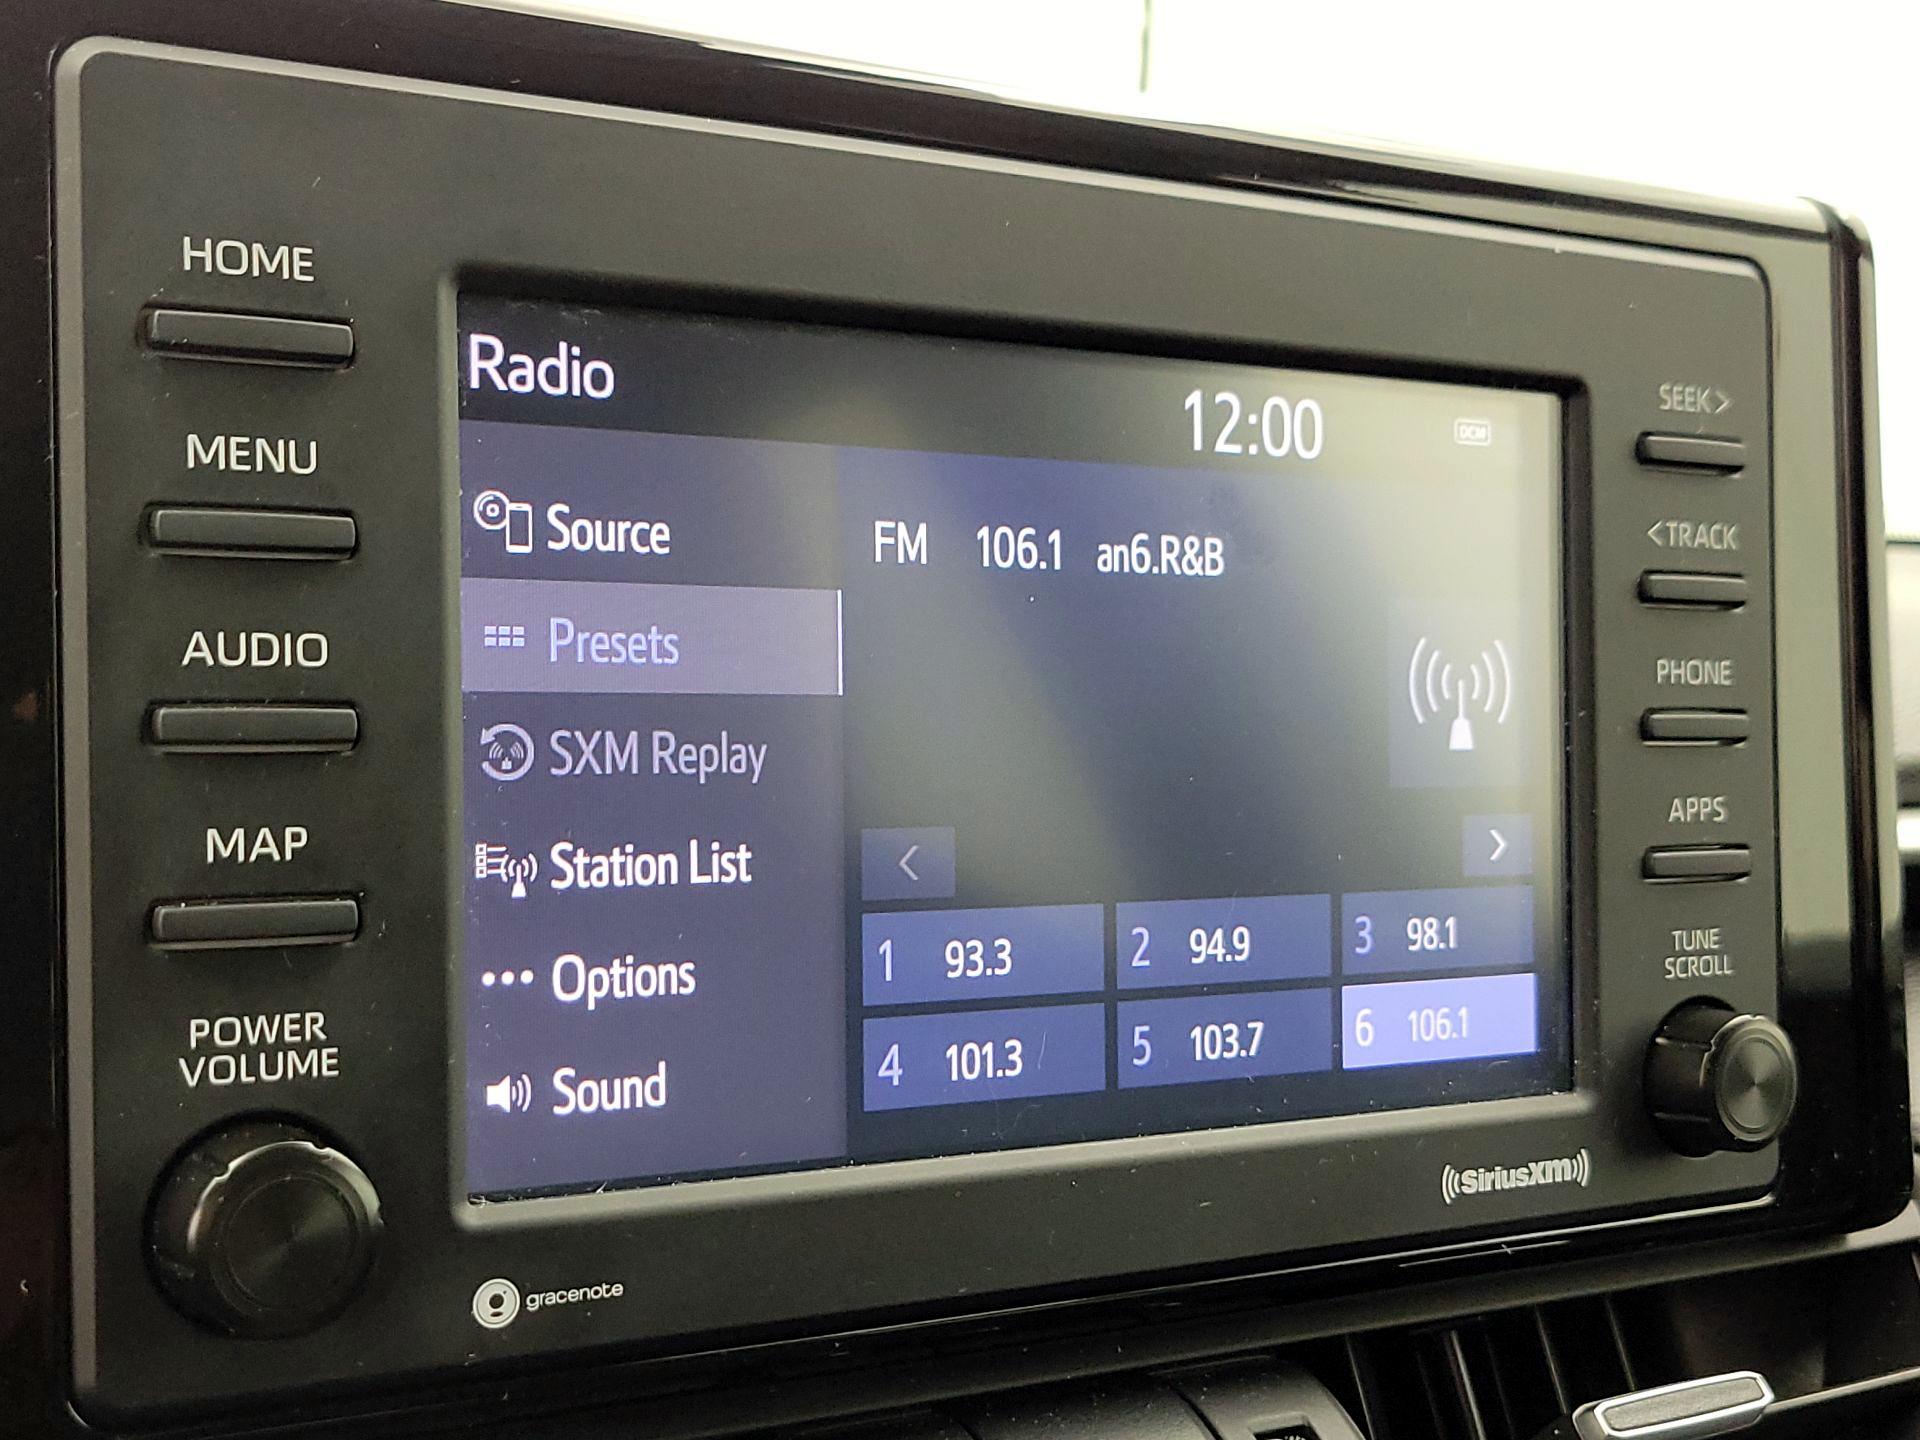 HOME
MENU
AUDIO
MAP
POWER
VOLUME
Radio
12:00
DCM
Source
Presets
SXM Replay
Station List
Options
Sound
FM 106.1 an6.R&B
< >
1 93.3 2 94.9 3 98.1
4 101.3 5 103.7 6 106.1
SEEK >
< TRACK
PHONE
APPS
TUNE
SCROLL
gracenote
((SiriusXM))